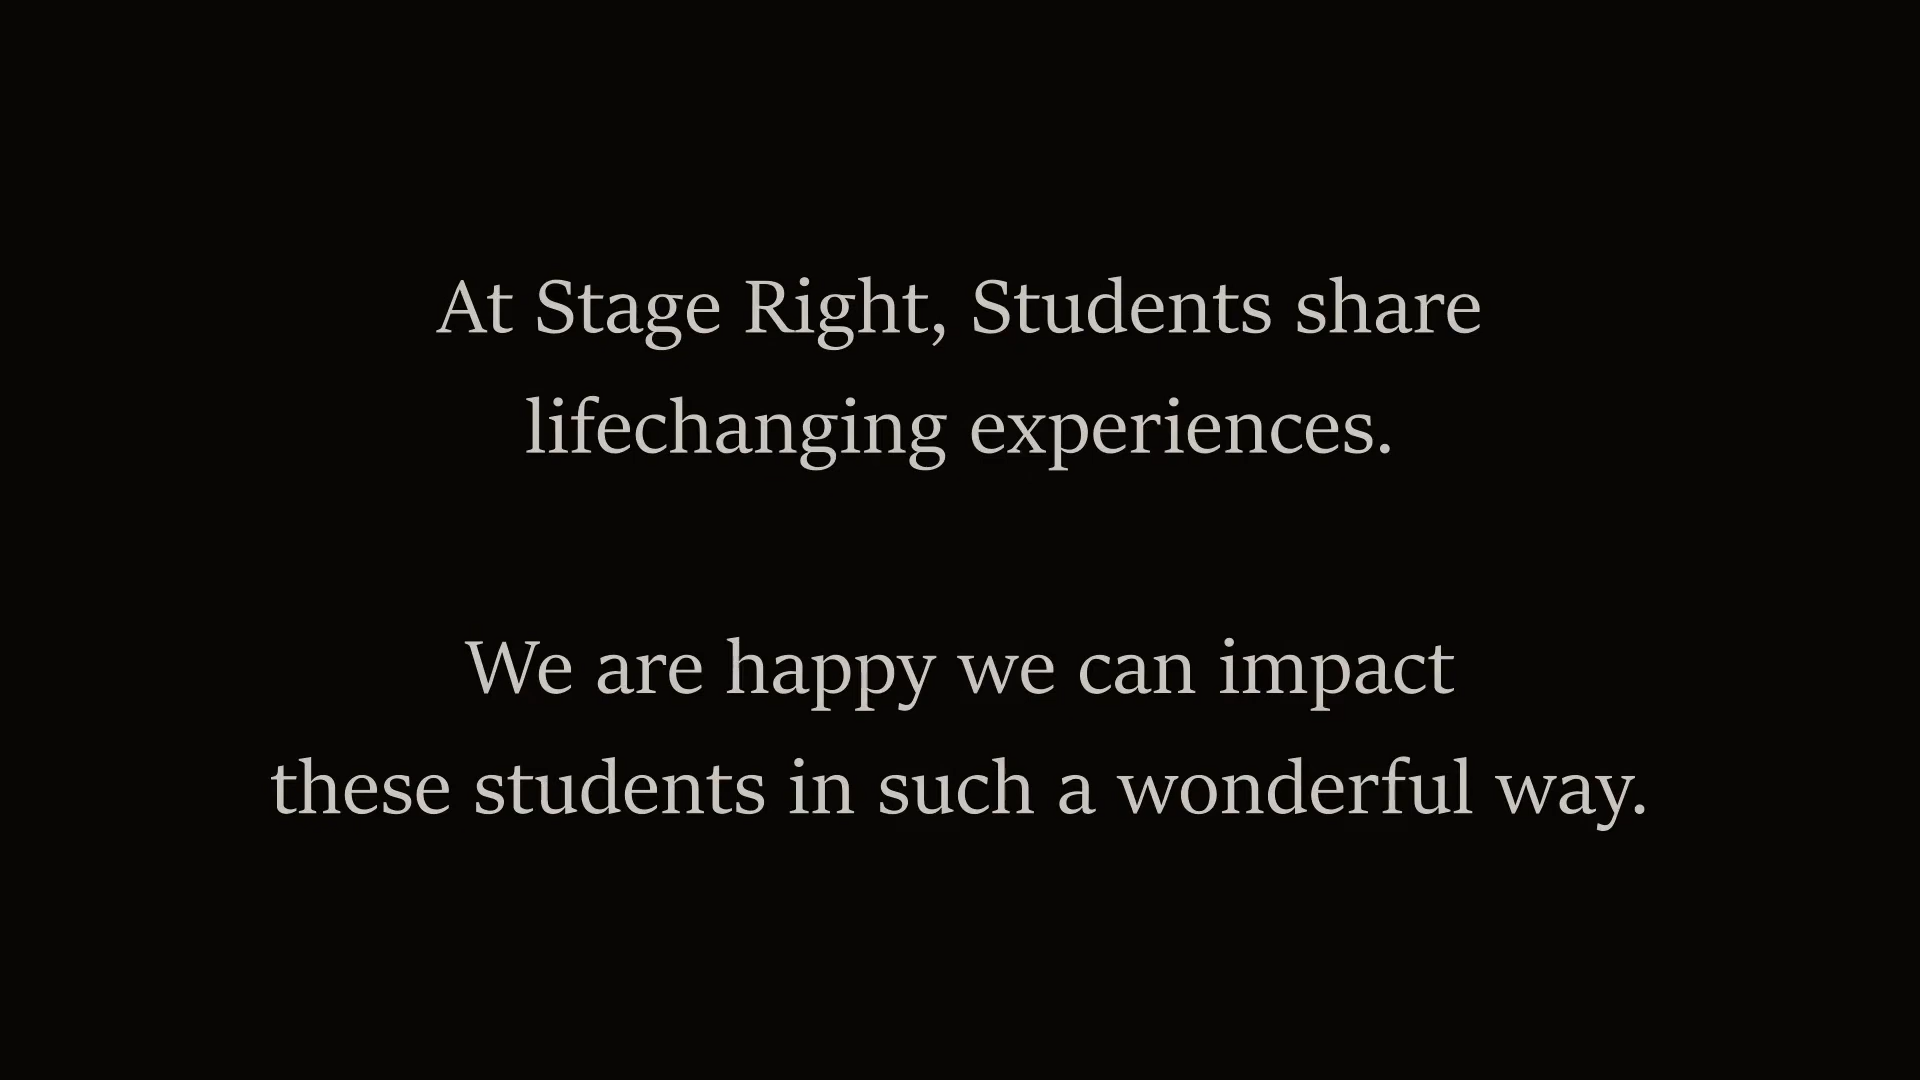 At Stage Right, Students share
lifechanging experiences.
We are happy we can impact
these students in such a wonderful way.